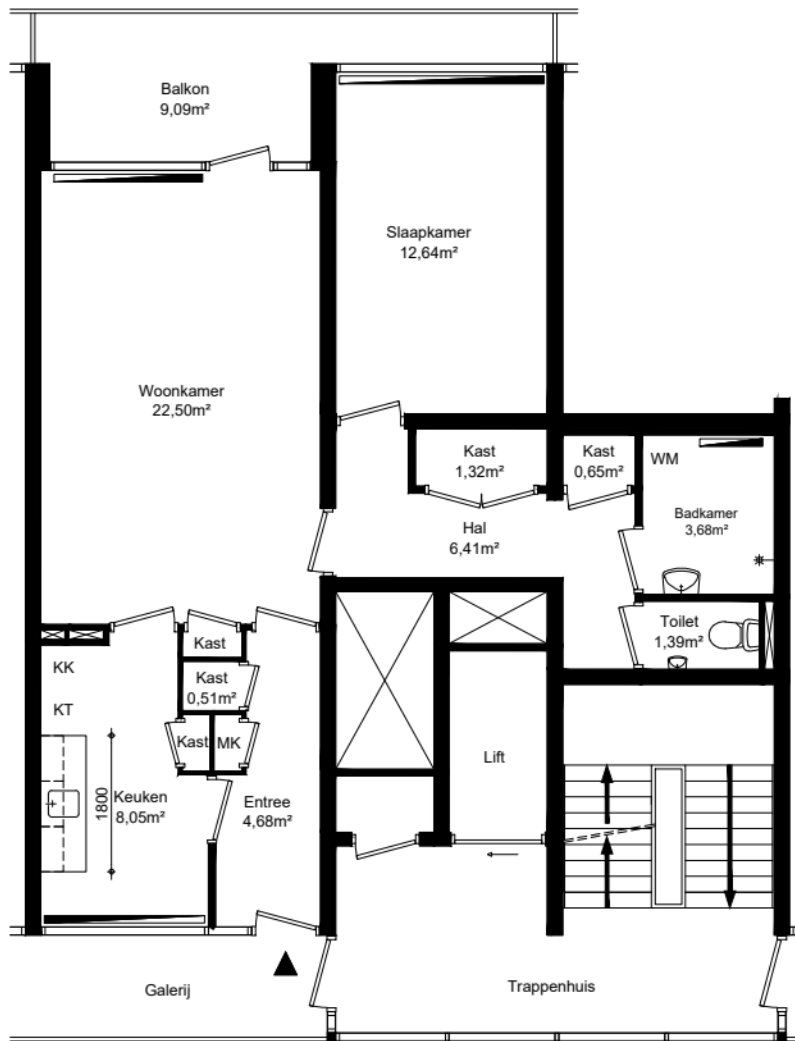 Balkon
9,09m²
Slaapkamer
12,64m²
Woonkamer
22,50m²
Kast
1,32m²
Kast
0,65m²
WM
Badkamer
3,68m²
Hal
6,41m²
Toilet
1,39m²
Kast
KK
Kast
0,51m²
KT
Kast
MK
Lift
1800
Keuken
8,05m²
Entree
4,68m²
Galerij
Trappenhuis